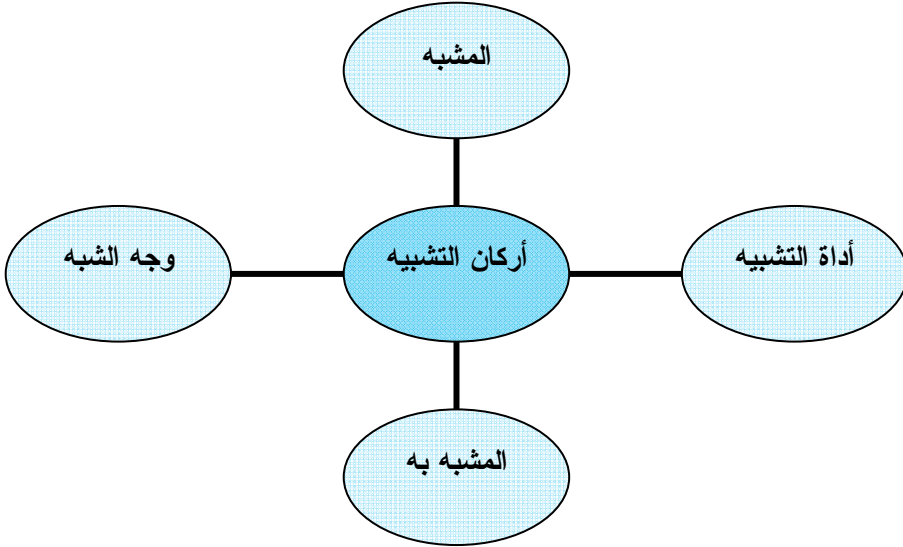 المشبه
أداة التشبيه
أركان التشبيه
وجه الشبه
المشبه به